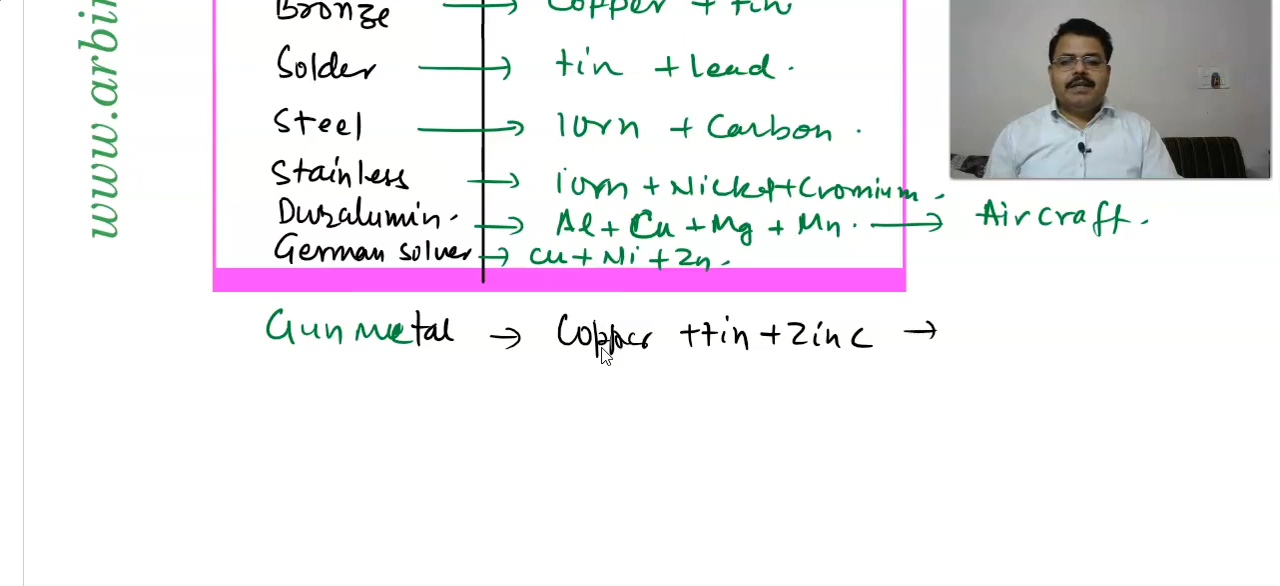 www.arbin
Bronze → Copper + tin
Solder → tin + Lead.
Steel → Iorn + Carbon.
Stainless → iorn + Nickel + Cromium.
Duralumin. → Al + Cu + Mg + Mn. → Aircraft.
German solver → Cu + Ni + Zn.
Gunmetal → Copper + tin + Zinc →